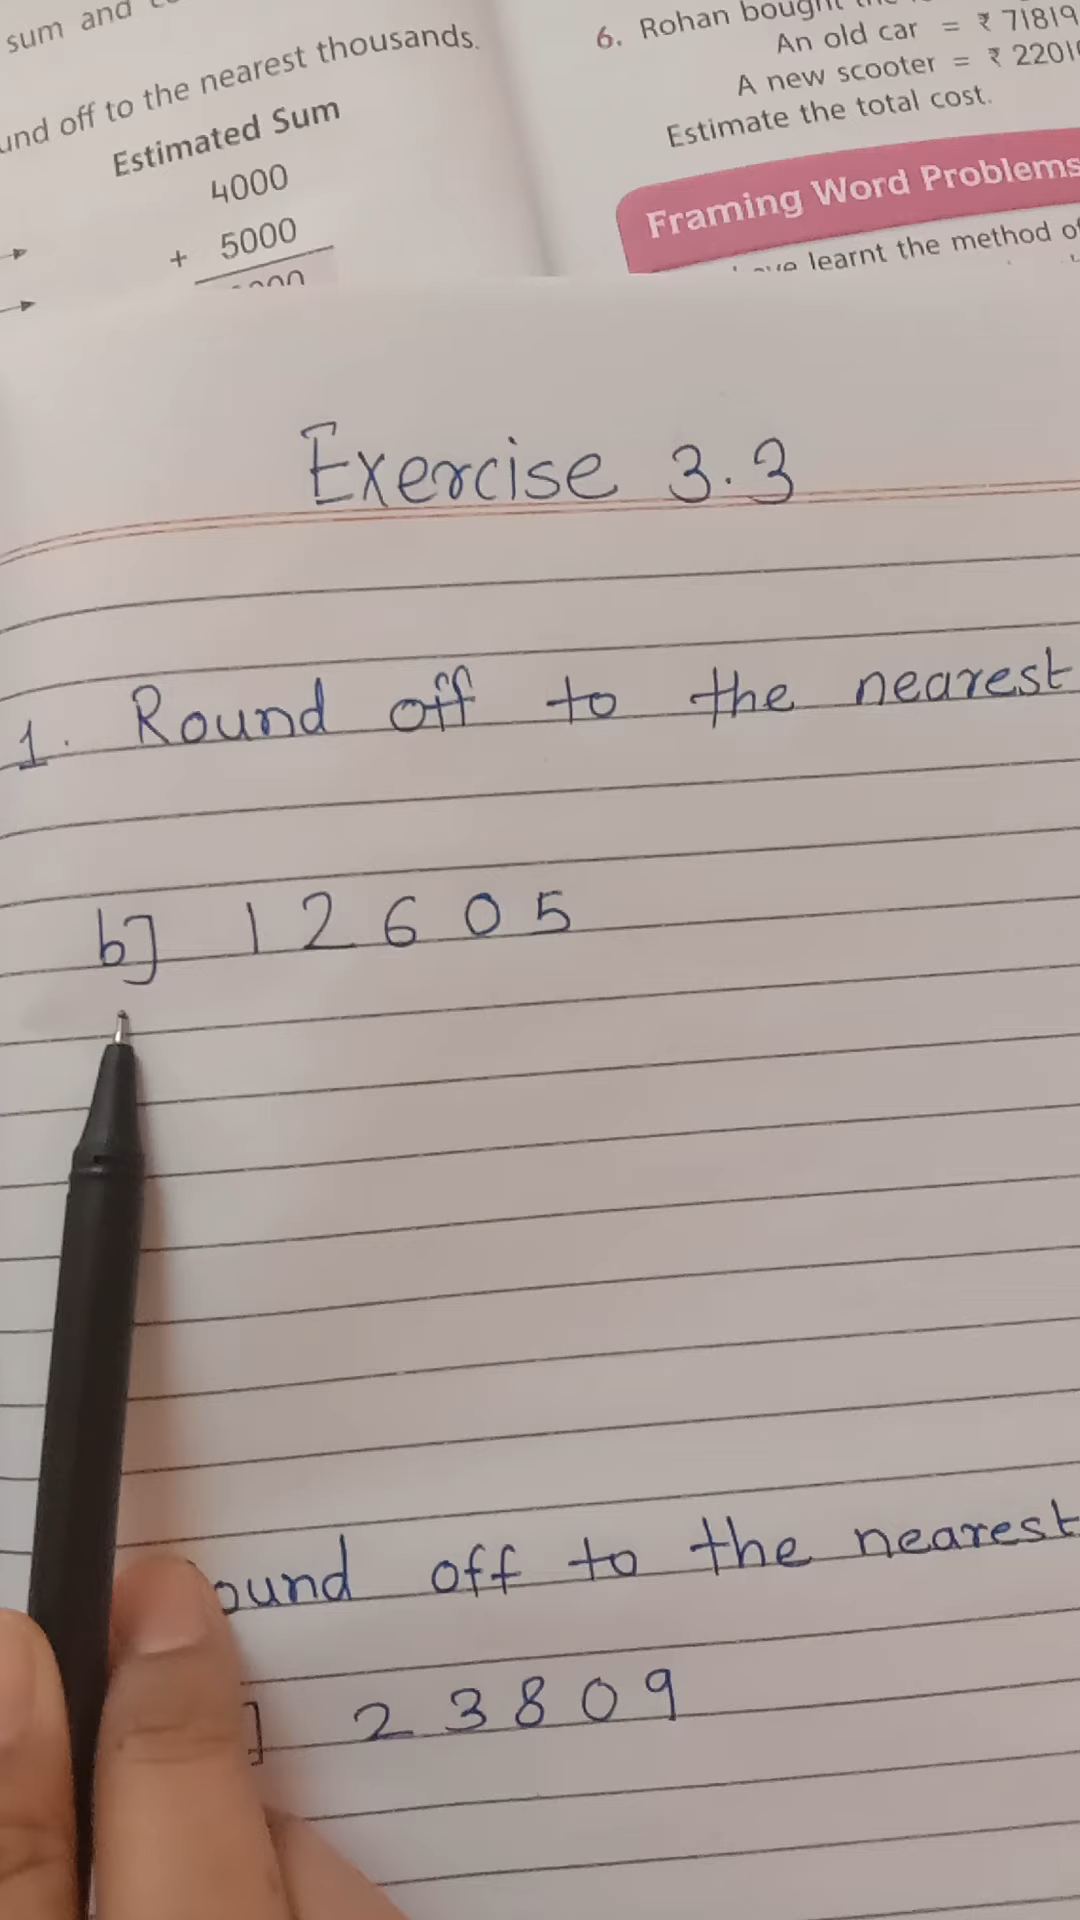 sum and
und off to the nearest thousands.
Estimated Sum
4000
+ 5000
6. Rohan bought the
An old car = ₹ 71819
A new scooter = ₹ 2201
Estimate the total cost.
Framing Word Problems
learnt the method of
Exercise 3.3
1. Round off to the nearest
b] 12605
ound off to the nearest
] 23809